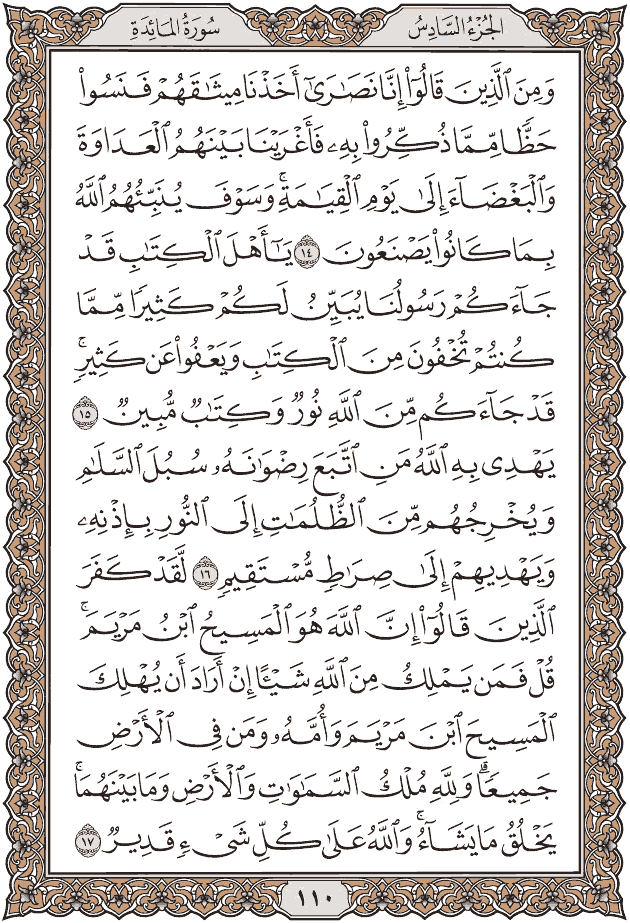 الجُزْءُ السَّادِسُ سُورَةُ المَائِدَةِ
وَمِنَ ٱلَّذِينَ قَالُوٓا۟ إِنَّا نَصَـٰرَىٰٓ أَخَذْنَا مِيثَـٰقَهُمْ فَنَسُوا۟
حَظًّا مِّمَّا ذُكِّرُوا۟ بِهِۦ فَأَغْرَيْنَا بَيْنَهُمُ ٱلْعَدَاوَةَ
وَٱلْبَغْضَآءَ إِلَىٰ يَوْمِ ٱلْقِيَـٰمَةِ ۚ وَسَوْفَ يُنَبِّئُهُمُ ٱللَّهُ
بِمَا كَانُوا۟ يَصْنَعُونَ ١٤ يَـٰٓأَهْلَ ٱلْكِتَـٰبِ قَدْ
جَآءَكُمْ رَسُولُنَا يُبَيِّنُ لَكُمْ كَثِيرًا مِّمَّا
كُنتُمْ تُخْفُونَ مِنَ ٱلْكِتَـٰبِ وَيَعْفُوا۟ عَن كَثِيرٍ ۚ
قَدْ جَآءَكُم مِّنَ ٱللَّهِ نُورٌ وَكِتَـٰبٌ مُّبِينٌ ١٥
يَهْدِى بِهِ ٱللَّهُ مَنِ ٱتَّبَعَ رِضْوَٰنَهُۥ سُبُلَ ٱلسَّلَـٰمِ
وَيُخْرِجُهُم مِّنَ ٱلظُّلُمَـٰتِ إِلَى ٱلنُّورِ بِإِذْنِهِۦ
وَيَهْدِيهِمْ إِلَىٰ صِرَٰطٍ مُّسْتَقِيمٍ ١٦ لَّقَدْ كَفَرَ
ٱلَّذِينَ قَالُوٓا۟ إِنَّ ٱللَّهَ هُوَ ٱلْمَسِيحُ ٱبْنُ مَرْيَمَ ۚ
قُلْ فَمَن يَمْلِكُ مِنَ ٱللَّهِ شَيْـًٔا إِنْ أَرَادَ أَن يُهْلِكَ
ٱلْمَسِيحَ ٱبْنَ مَرْيَمَ وَأُمَّهُۥ وَمَن فِى ٱلْأَرْضِ
جَمِيعًا ۗ وَلِلَّهِ مُلْكُ ٱلسَّمَـٰوَٰتِ وَٱلْأَرْضِ وَمَا بَيْنَهُمَا ۚ
يَخْلُقُ مَا يَشَآءُ ۚ وَٱللَّهُ عَلَىٰ كُلِّ شَىْءٍ قَدِيرٌ ١٧
١١٠